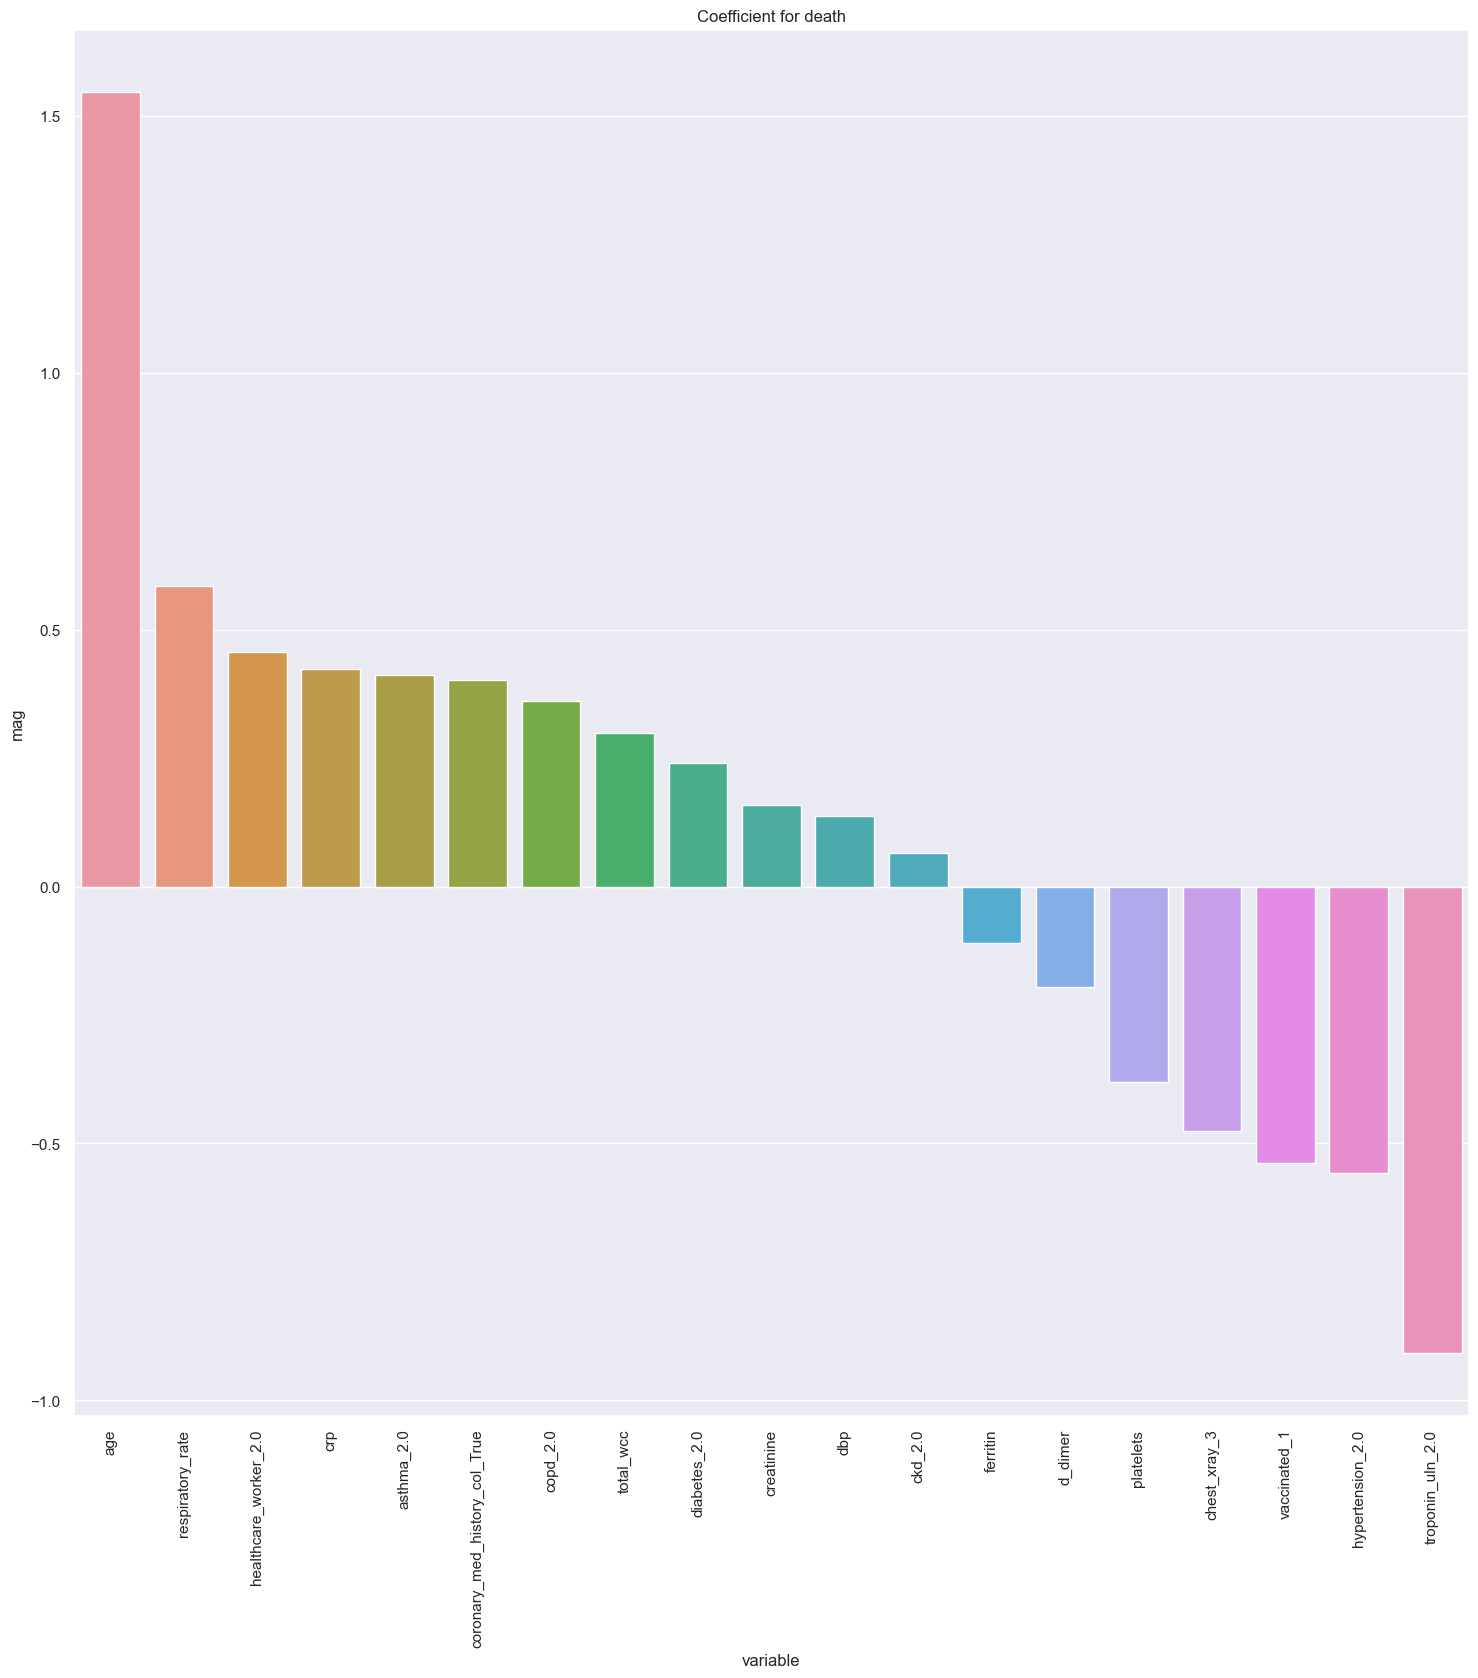 Coefficient for death
1.5
1.0
0.5
0.0
−0.5
−1.0
mag
age
respiratory_rate
healthcare_worker_2.0
crp
asthma_2.0
coronary_med_history_col_True
copd_2.0
total_wcc
diabetes_2.0
creatinine
dbp
ckd_2.0
ferritin
d_dimer
platelets
chest_xray_3
vaccinated_1
hypertension_2.0
troponin_uln_2.0
variable